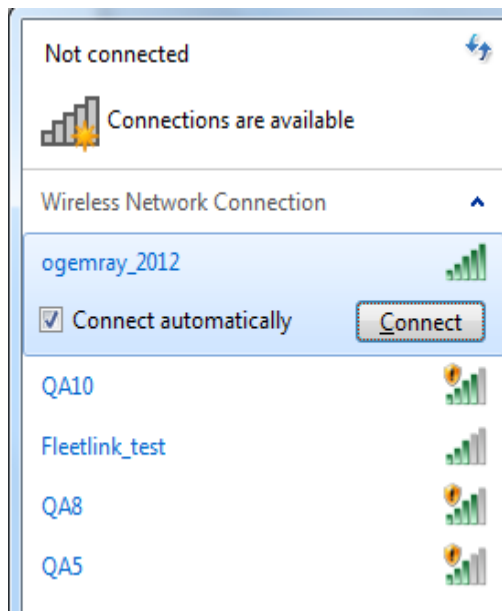 Not connected
Connections are available
Wireless Network Connection
ogemray_2012
Connect automatically
Connect
QA10
Fleetlink_test
QA8
QA5